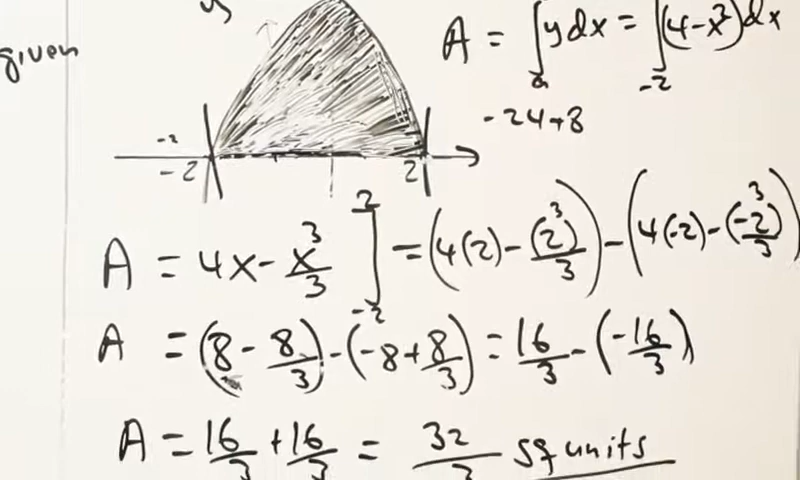 given
A = ∫ y dx = ∫ (4-x²) dx
-2
-24+8
-2
-2 2
A = 4x - x³/3 ]₋₂² = (4(2) - (2)³/3) - (4(-2) - (-2)³/3)
A = (8 - 8/3) - (-8 + 8/3) = 16/3 - (-16/3)
A = 16/3 + 16/3 = 32/3 sq units